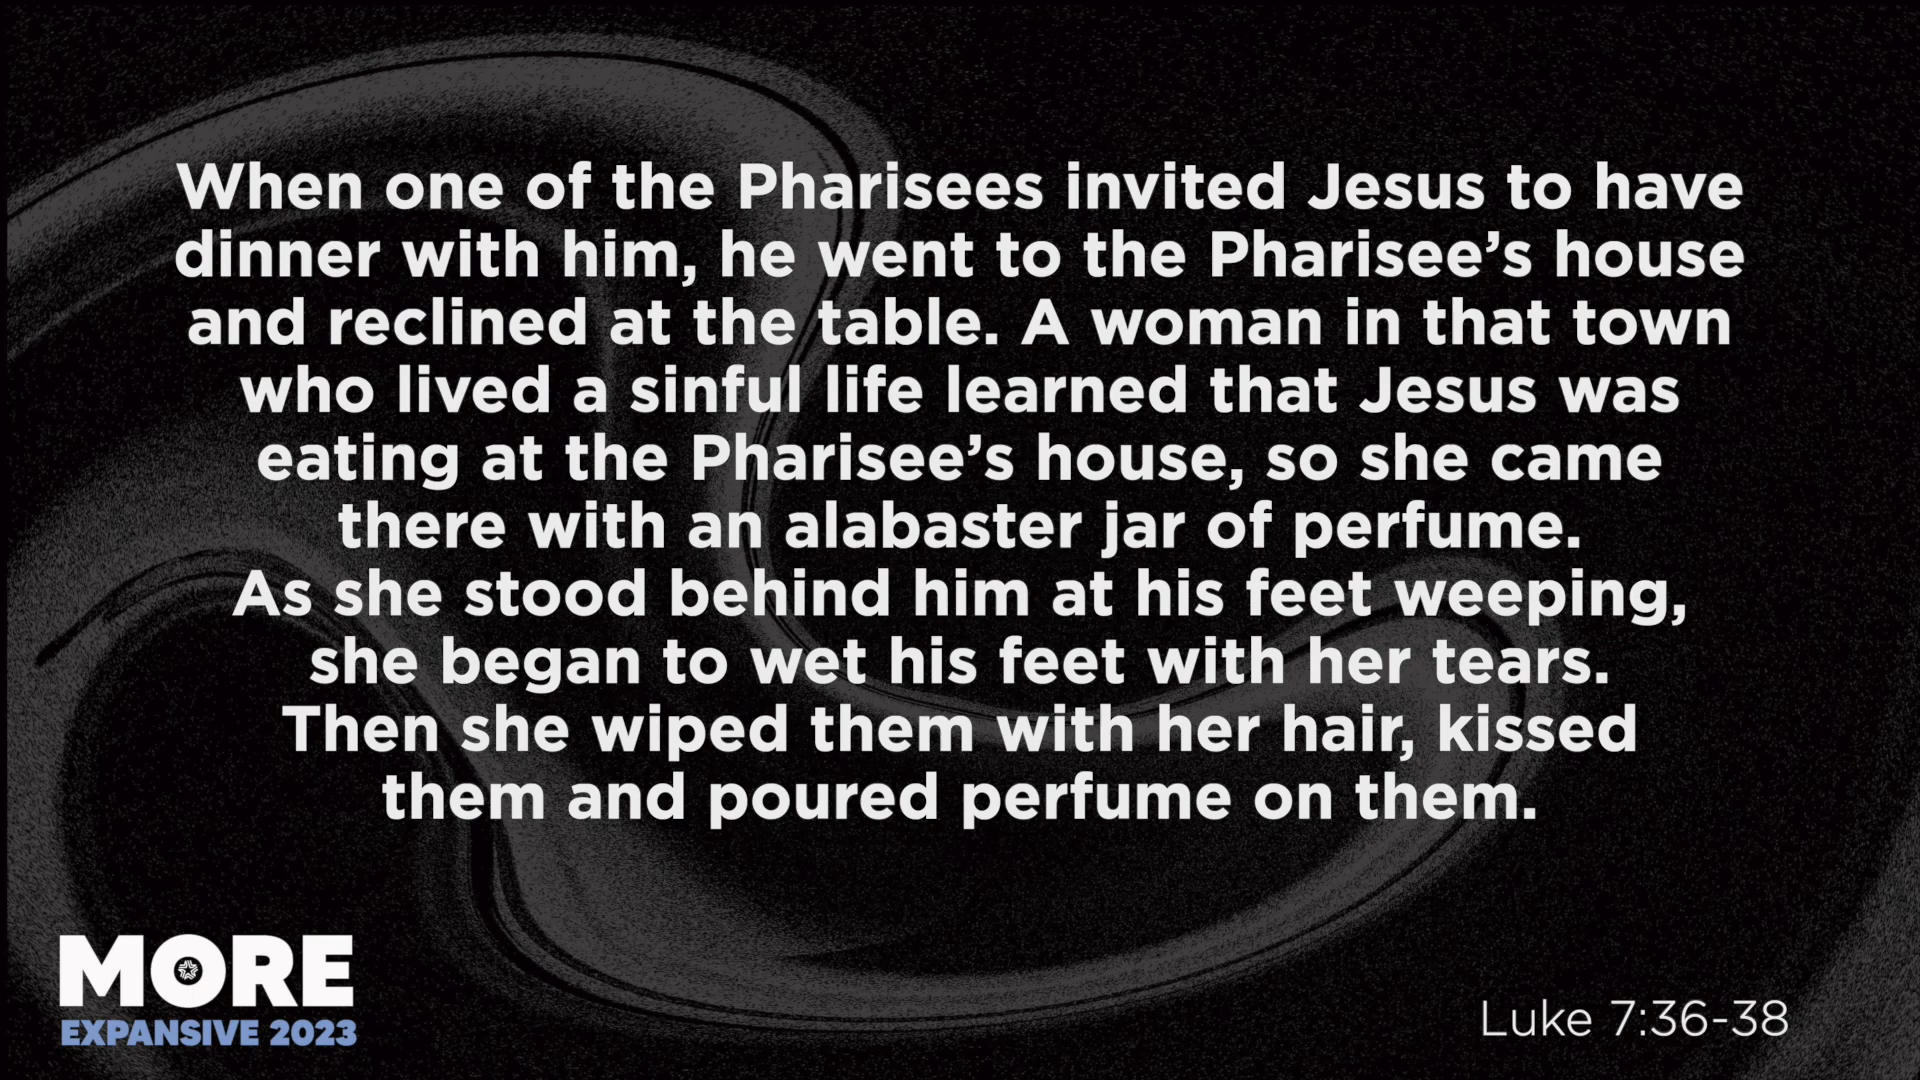 When one of the Pharisees invited Jesus to have
dinner with him, he went to the Pharisee’s house
and reclined at the table. A woman in that town
who lived a sinful life learned that Jesus was
eating at the Pharisee’s house, so she came
there with an alabaster jar of perfume.
As she stood behind him at his feet weeping,
she began to wet his feet with her tears.
Then she wiped them with her hair, kissed
them and poured perfume on them.
MORE
EXPANSIVE 2023
Luke 7:36-38